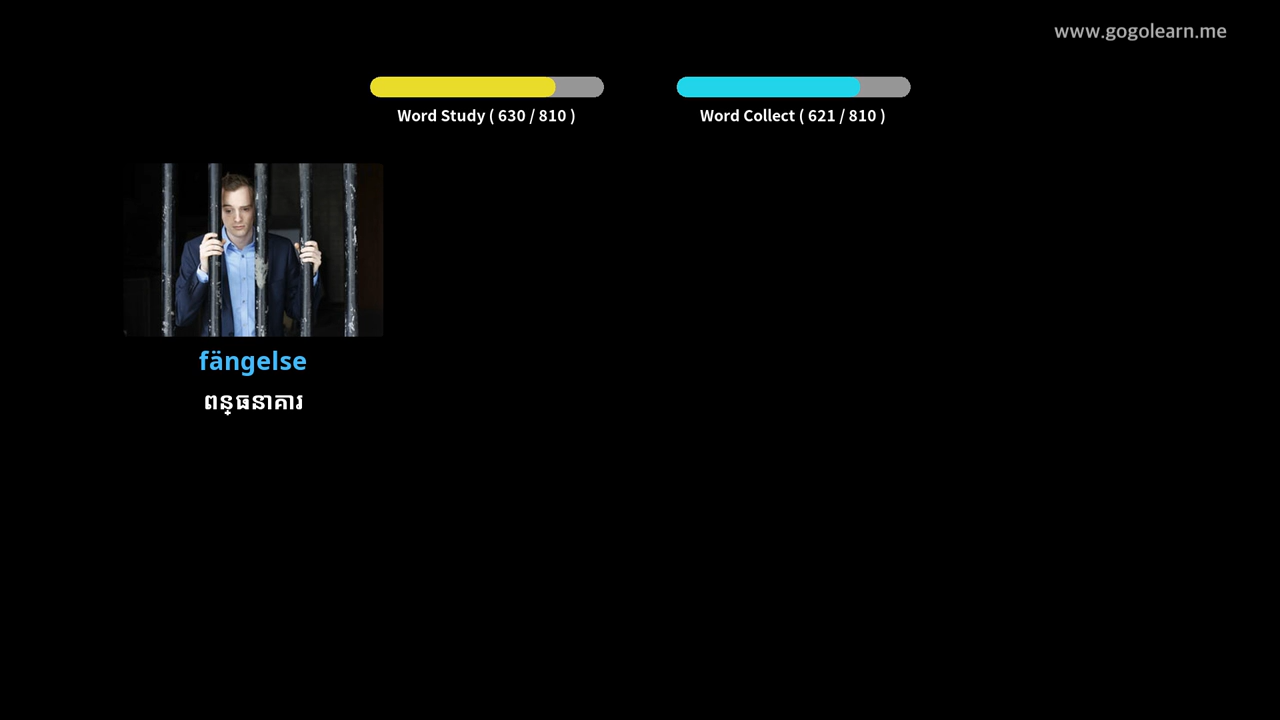 www.gogolearn.me
Word Study ( 630 / 810 )
Word Collect ( 621 / 810 )
fängelse
ពន្ធនាគារ